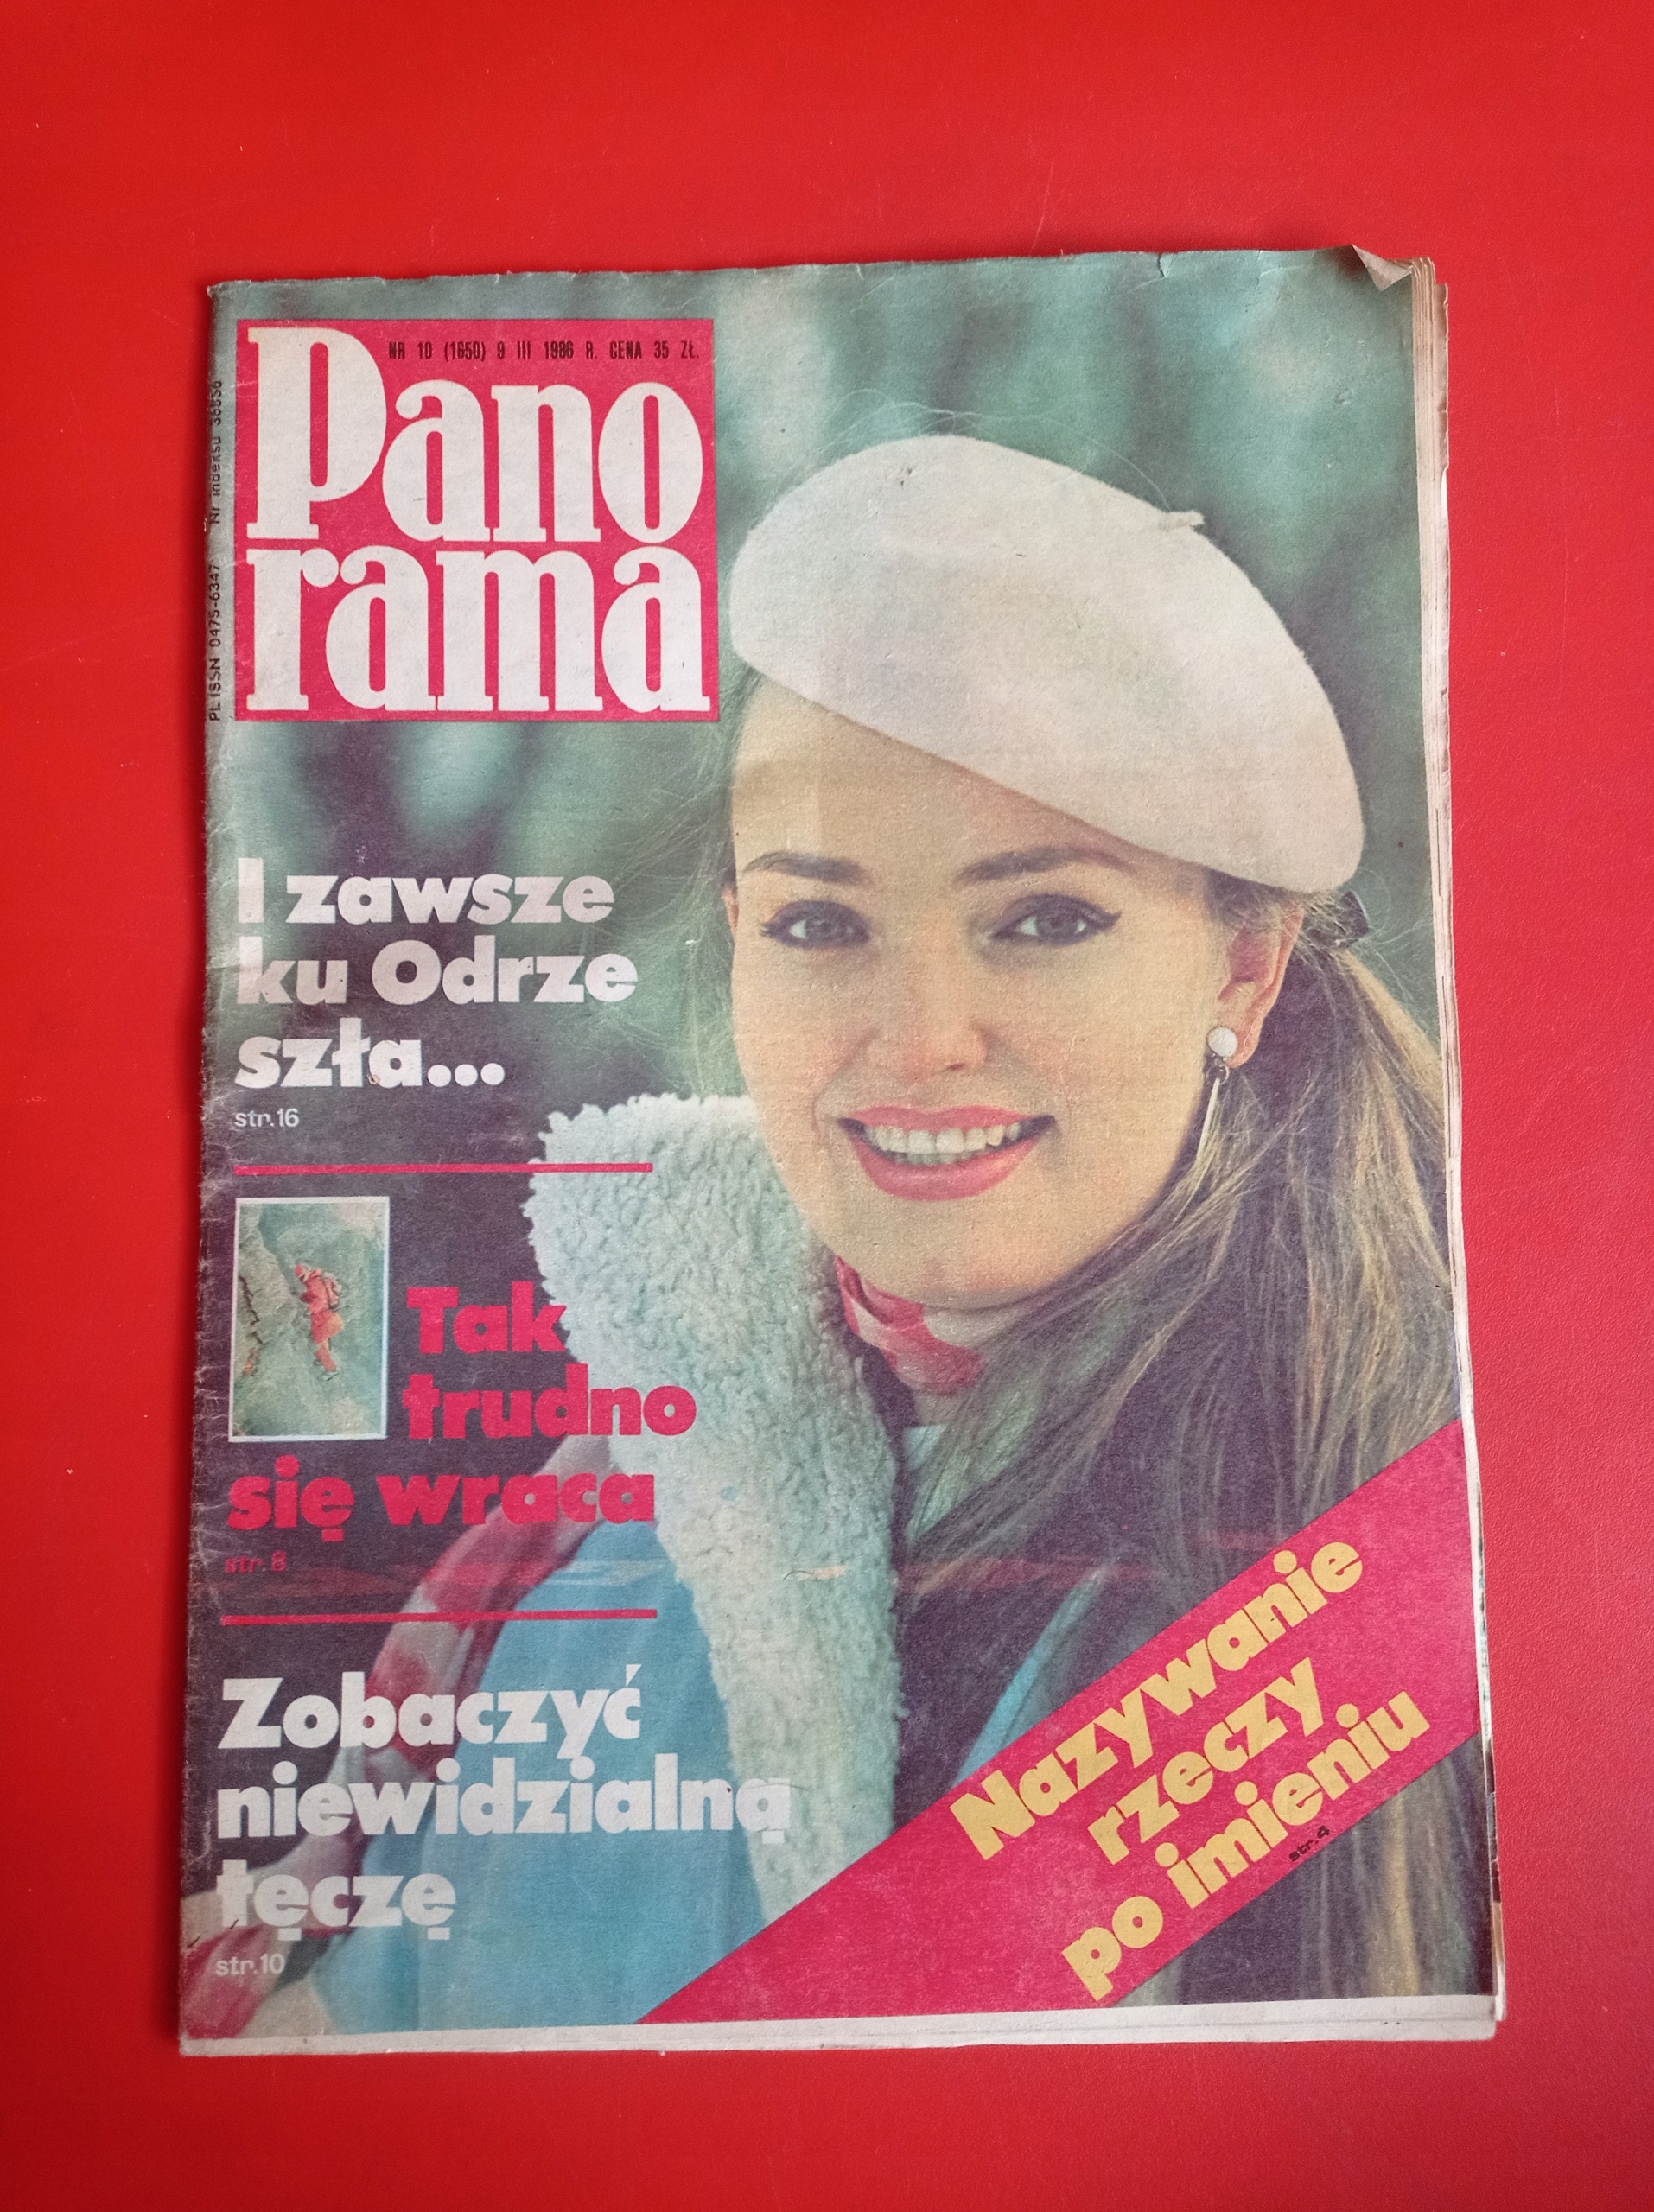 NR 10 (1650) 9 III 1986 R. CENA 35 ZŁ.
Pano
rama
PL ISSN 0475-6347 Nr indeksu 36856
I zawsze
ku Odrze
szła...
str.16
Tak
trudno
się wraca
str.8
Zobaczyć
niewidzialną
tęczę
str.10
Nazywanie
rzeczy
po imieniu
str.4